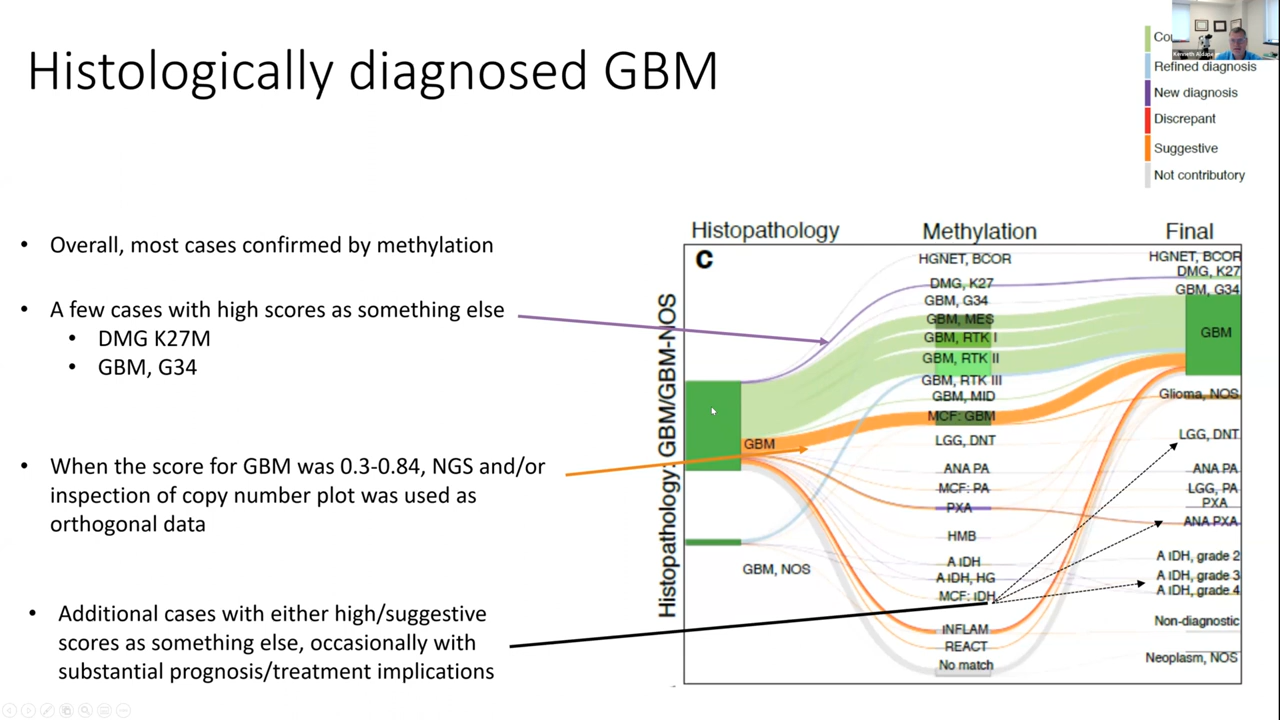 Histologically diagnosed GBM
Refined diagnosis
New diagnosis
Discrepant
Suggestive
Not contributory
• Overall, most cases confirmed by methylation
• A few cases with high scores as something else
• DMG K27M
• GBM, G34
• When the score for GBM was 0.3-0.84, NGS and/or
inspection of copy number plot was used as
orthogonal data
• Additional cases with either high/suggestive
scores as something else, occasionally with
substantial prognosis/treatment implications
Histopathology
Methylation
Final
C
Histopathology: GBM/GBM-NOS
GBM
GBM, NOS
HGNET, BCOR
DMG, K27
GBM, G34
GBM, MES
GBM, RTK I
GBM, RTK II
GBM, RTK III
GBM, MID
MCF: GBM
LGG, DNT
ANA PA
MCF: PA
PXA
HMB
A IDH
A IDH, HG
MCF: IDH
INFLAM
REACT
No match
HGNET, BCOR
DMG, K27
GBM, G34
GBM
Glioma, NOS
LGG, DNT
ANA PA
LGG, PA
PXA
ANA PXA
A IDH, grade 2
A IDH, grade 3
A IDH, grade 4
Non-diagnostic
Neoplasm, NOS